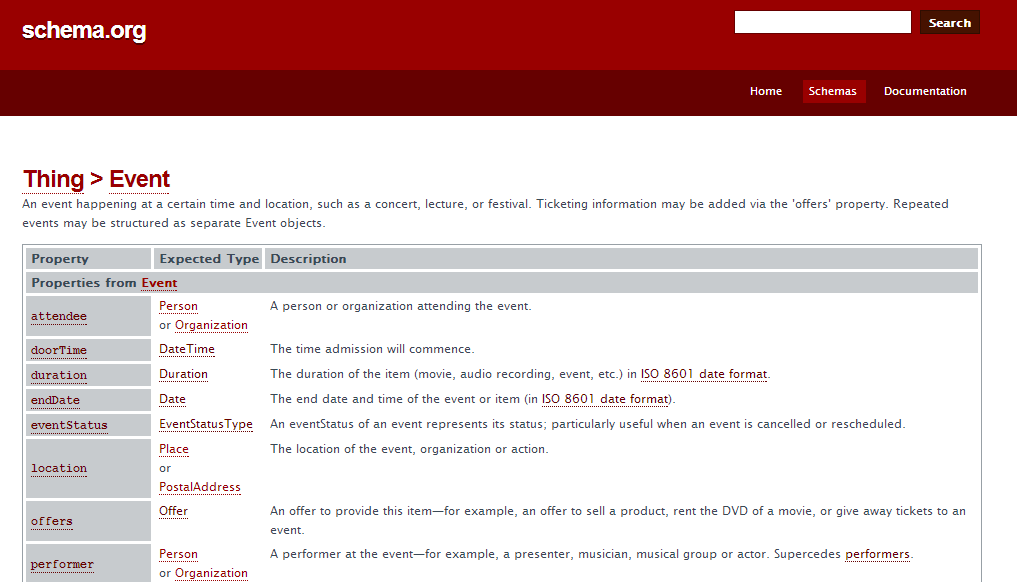 schema.org
Search
Home Schemas Documentation
Thing > Event
An event happening at a certain time and location, such as a concert, lecture, or festival. Ticketing information may be added via the 'offers' property. Repeated
events may be structured as separate Event objects.
Property Expected Type Description
Properties from Event
attendee Person A person or organization attending the event.
or Organization
doorTime DateTime The time admission will commence.
duration Duration The duration of the item (movie, audio recording, event, etc.) in ISO 8601 date format.
endDate Date The end date and time of the event or item (in ISO 8601 date format).
eventStatus EventStatusType An eventStatus of an event represents its status; particularly useful when an event is cancelled or rescheduled.
location Place The location of the event, organization or action.
or
PostalAddress
offers Offer An offer to provide this item—for example, an offer to sell a product, rent the DVD of a movie, or give away tickets to an
event.
performer Person A performer at the event—for example, a presenter, musician, musical group or actor. Supercedes performers.
or Organization